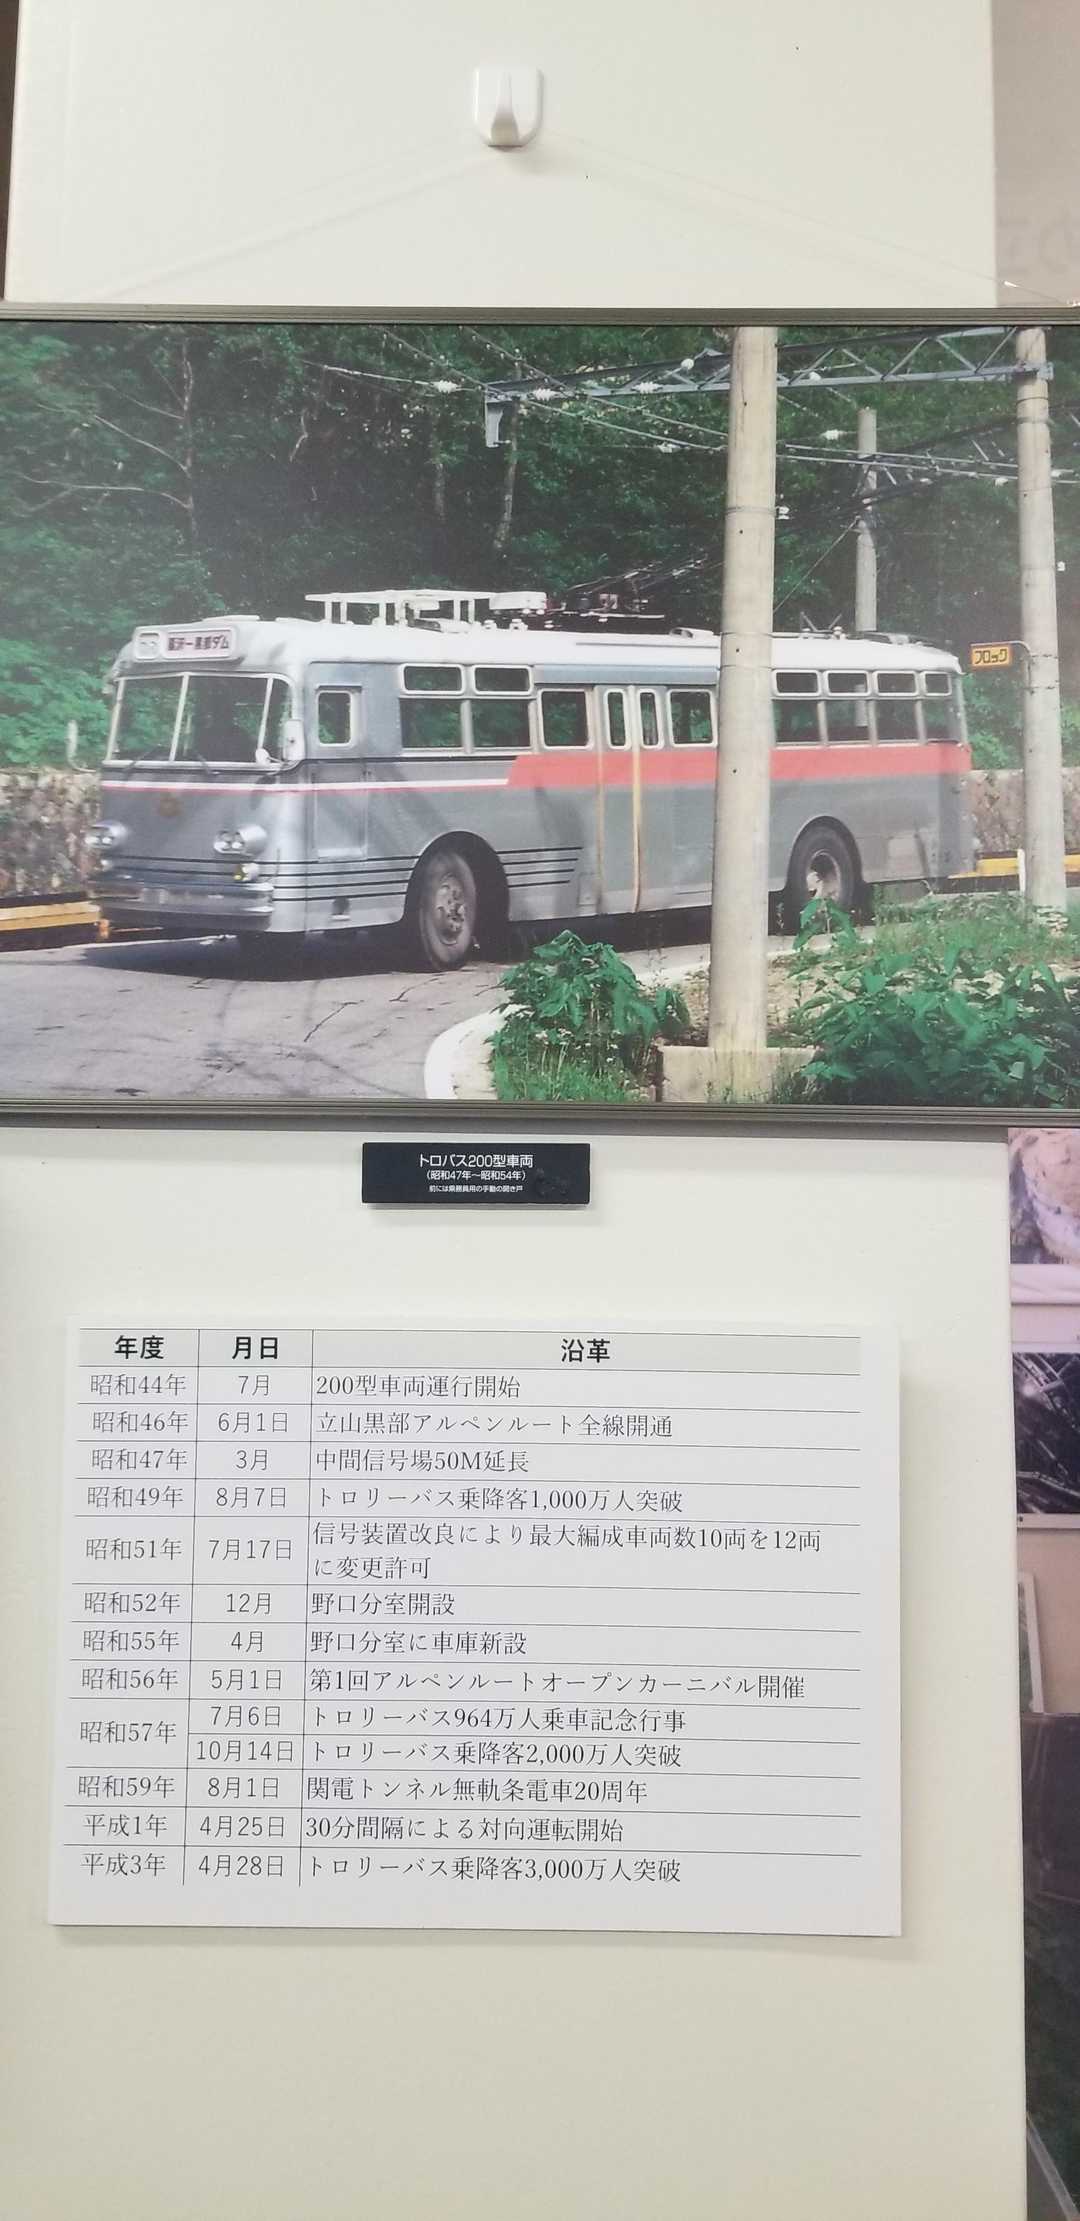 扇沢ー黒部ダム
ブロック
トロバス200型車両
(昭和47年〜昭和54年)
前には乗務員用の手動の開き戸
年度 月日 沿革
昭和44年 7月 200型車両運行開始
昭和46年 6月1日 立山黒部アルペンルート全線開通
昭和47年 3月 中間信号場50M延長
昭和49年 8月7日 トロリーバス乗降客1,000万人突破
昭和51年 7月17日 信号装置改良により最大編成車両数10両を12両
に変更許可
昭和52年 12月 野口分室開設
昭和55年 4月 野口分室に車庫新設
昭和56年 5月1日 第1回アルペンルートオープンカーニバル開催
昭和57年 7月6日 トロリーバス964万人乗車記念行事
10月14日 トロリーバス乗降客2,000万人突破
昭和59年 8月1日 関電トンネル無軌条電車20周年
平成1年 4月25日 30分間隔による対向運転開始
平成3年 4月28日 トロリーバス乗降客3,000万人突破